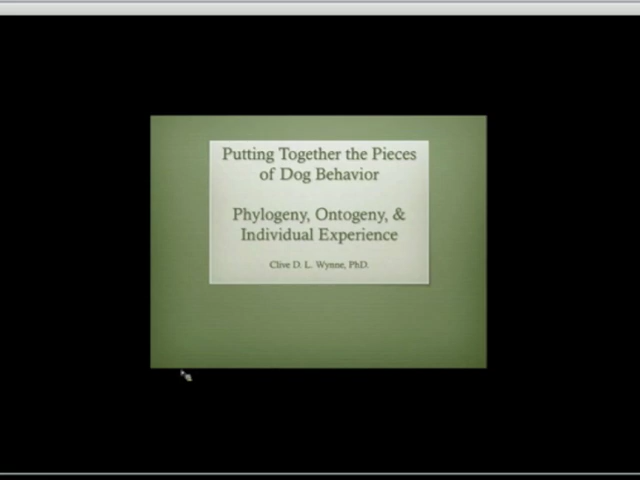 Putting Together the Pieces
of Dog Behavior
Phylogeny, Ontogeny, &
Individual Experience
Clive D. L. Wynne, PhD.